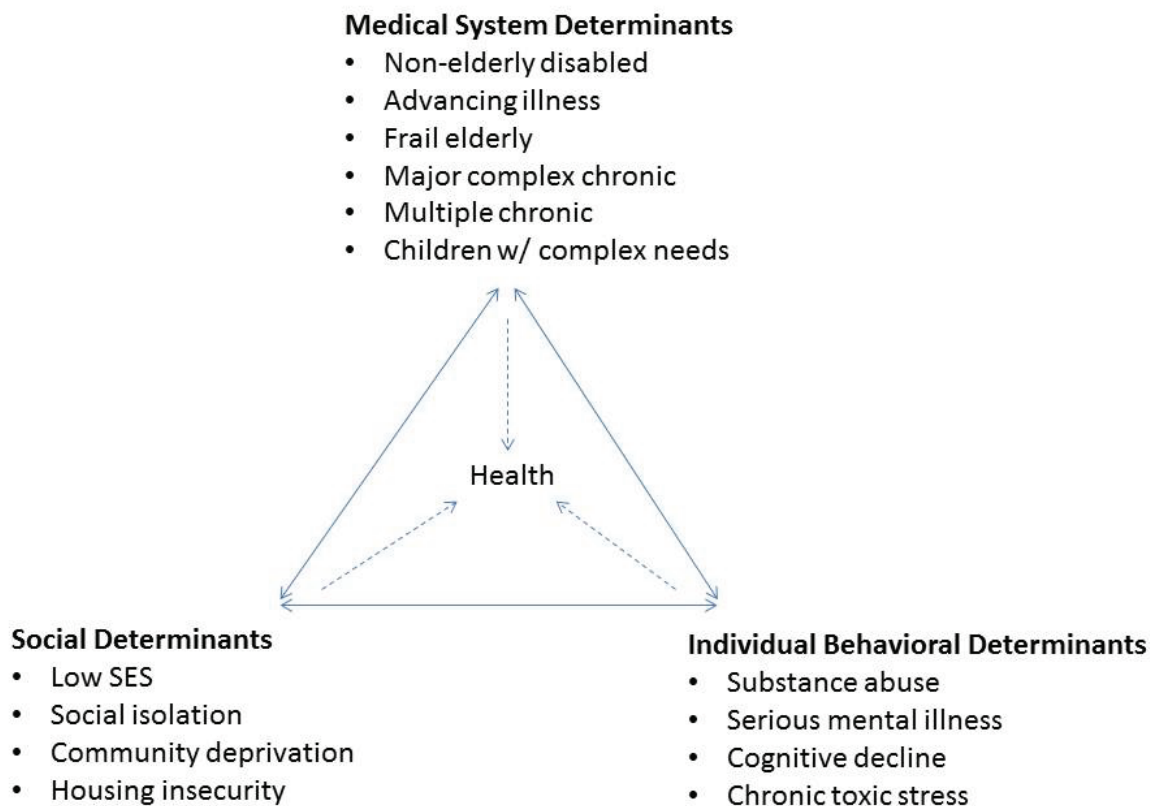 Medical System Determinants
• Non-elderly disabled
• Advancing illness
• Frail elderly
• Major complex chronic
• Multiple chronic
• Children w/ complex needs
Health
Social Determinants
• Low SES
• Social isolation
• Community deprivation
• Housing insecurity
Individual Behavioral Determinants
• Substance abuse
• Serious mental illness
• Cognitive decline
• Chronic toxic stress